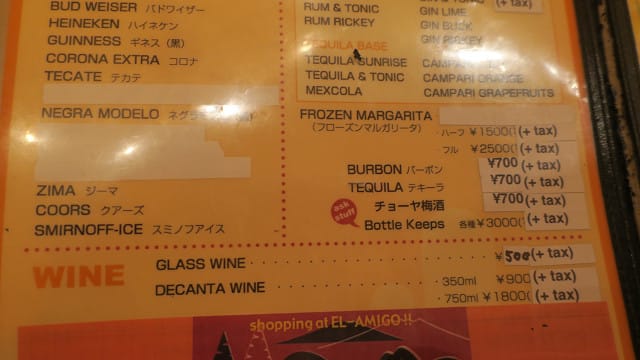 BUD WEISER バドワイザー
HEINEKEN ハイネケン
GUINNESS ギネス (黒)
CORONA EXTRA コロナ
TECATE テカテ
NEGRA MODELO ネグラ
ZIMA ジーマ
COORS クアーズ
SMIRNOFF-ICE スミノフアイス
RUM & TONIC
RUM RICKEY
TEQUILA BASE
TEQUILA SUNRISE
TEQUILA & TONIC
MEXCOLA
(+ tax)
GIN LIME
GIN BUCK
GIN RICKEY
CAMPARI
CAMPARI ORANGE
CAMPARI GRAPEFRUITS
FROZEN MARGARITA
(フローズンマルガリータ)
・ハーフ ¥1500 (+ tax)
・フル ¥2500 (+ tax)
BURBON バーボン ¥700 (+ tax)
TEQUILA テキーラ ¥700 (+ tax)
チョーヤ梅酒 ¥700 (+ tax)
ask staff
Bottle Keeps 各種¥3000 (+ tax)
WINE
GLASS WINE ¥500 (+ tax)
DECANTA WINE ・350ml ¥900 (+ tax)
・750ml ¥1800 (+ tax)
shopping at EL-AMIGO!!